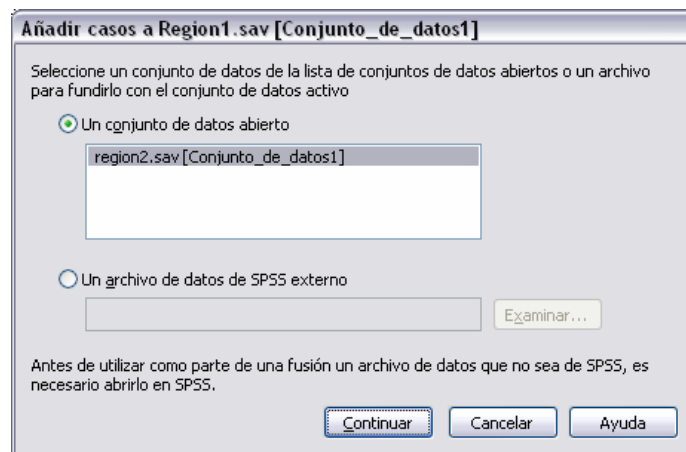 Añadir casos a Region1.sav [Conjunto_de_datos1]
Seleccione un conjunto de datos de la lista de conjuntos de datos abiertos o un archivo
para fundirlo con el conjunto de datos activo
Un conjunto de datos abierto
region2.sav [Conjunto_de_datos1]
Un archivo de datos de SPSS externo
Examinar...
Antes de utilizar como parte de una fusión un archivo de datos que no sea de SPSS, es
necesario abrirlo en SPSS.
Continuar
Cancelar
Ayuda